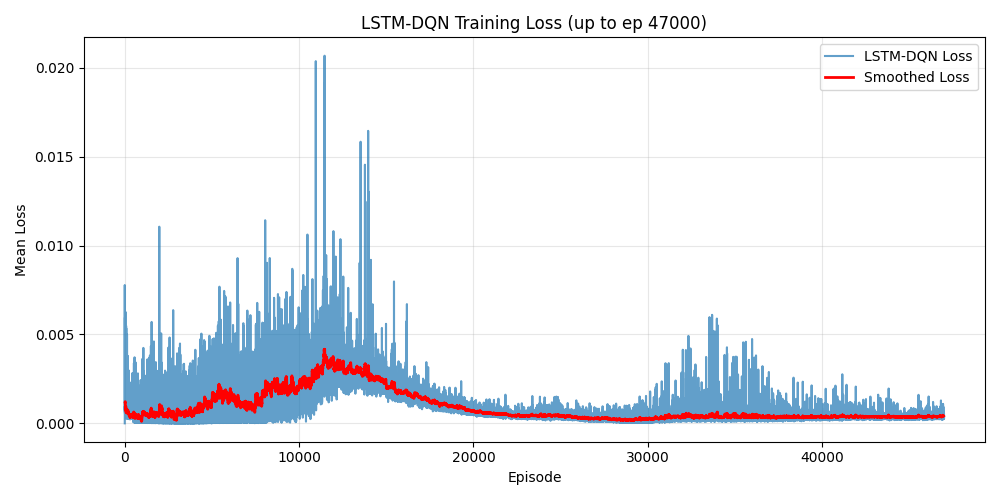 LSTM-DQN Training Loss (up to ep 47000)
LSTM-DQN Loss
Smoothed Loss
Mean Loss
0.020
0.015
0.010
0.005
0.000
0
10000
20000
30000
40000
Episode